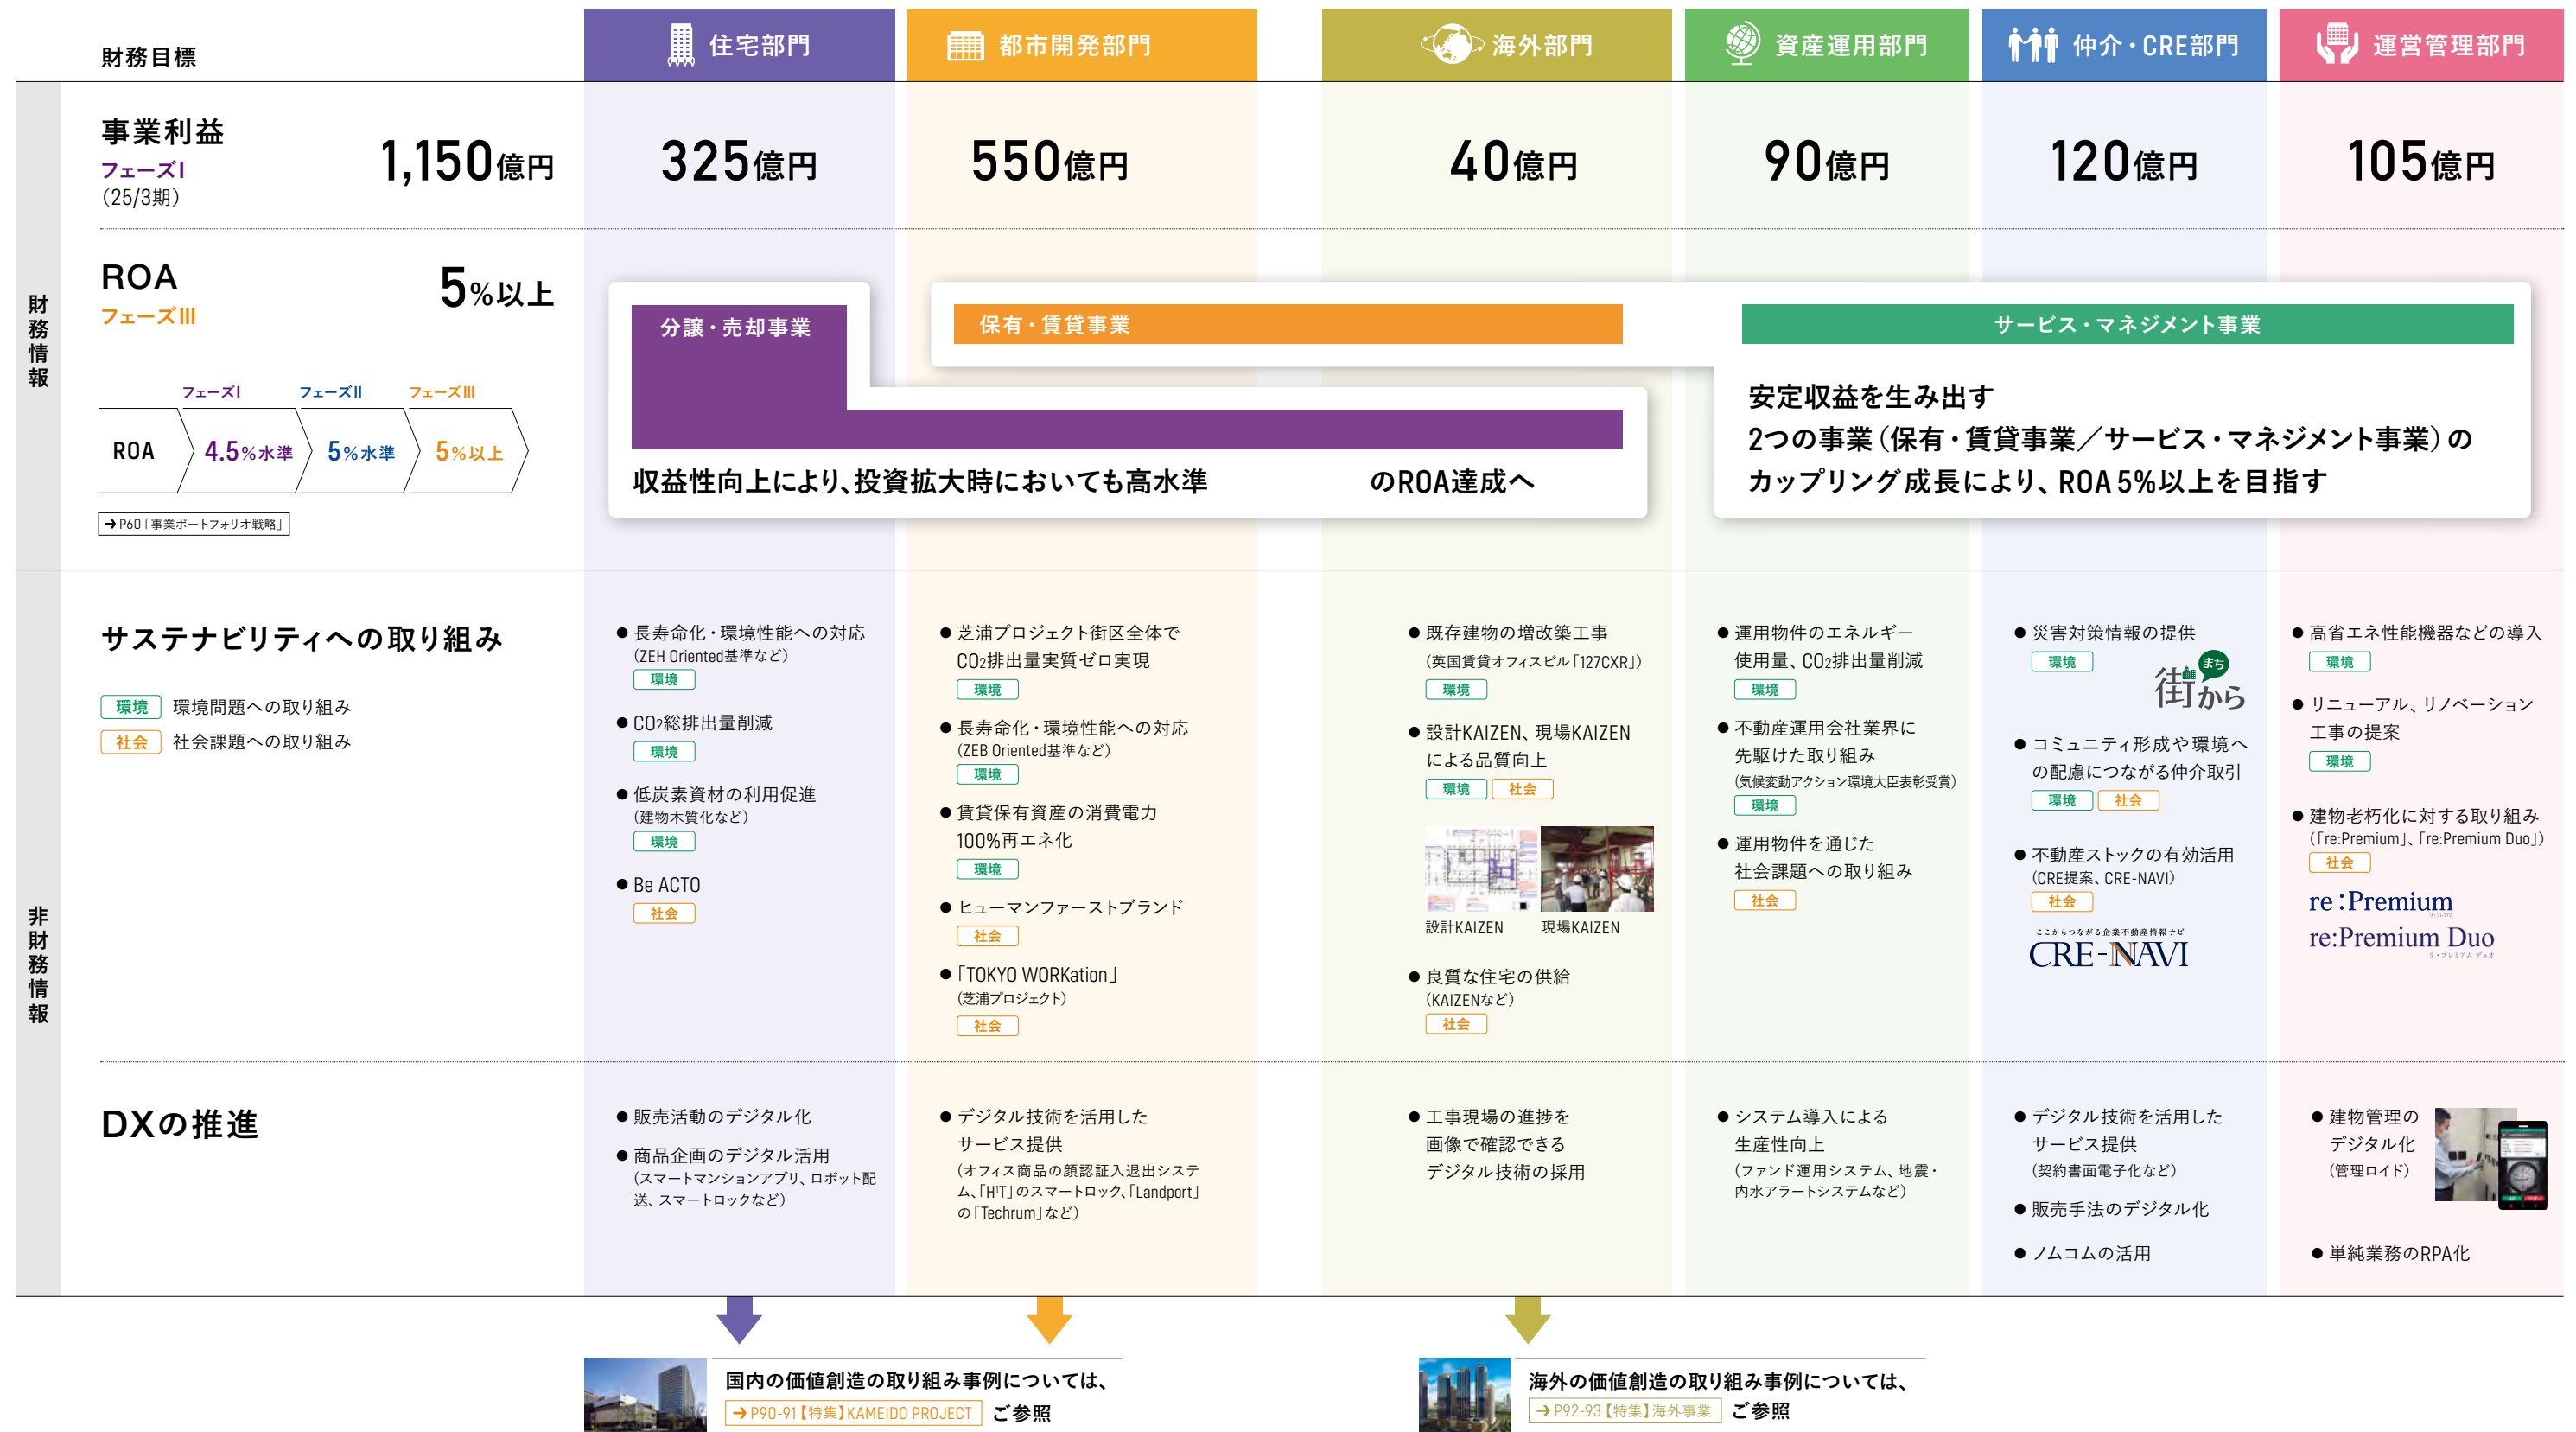 財務目標
住宅部門
都市開発部門
海外部門
資産運用部門
仲介・CRE部門
運営管理部門
財務情報
事業利益
フェーズⅠ
（25/3期）
1,150億円
325億円
550億円
40億円
90億円
120億円
105億円
ROA
フェーズⅢ
5%以上
フェーズⅠ
フェーズⅡ
フェーズⅢ
ROA
4.5%水準
5%水準
5%以上
→P60「事業ポートフォリオ戦略」
分譲・売却事業
収益性向上により、投資拡大時においても高水準
のROA達成へ
保有・賃貸事業
サービス・マネジメント事業
安定収益を生み出す
2つの事業（保有・賃貸事業／サービス・マネジメント事業）の
カップリング成長により、ROA 5%以上を目指す
非財務情報
サステナビリティへの取り組み
環境 環境問題への取り組み
社会 社会課題への取り組み
● 長寿命化・環境性能への対応
（ZEH Oriented基準など）
環境
● CO2総排出量削減
環境
● 低炭素資材の利用促進
（建物木質化など）
環境
● Be ACTO
社会
● 芝浦プロジェクト街区全体で
CO2排出量実質ゼロ実現
環境
● 長寿命化・環境性能への対応
（ZEB Oriented基準など）
環境
● 賃貸保有資産の消費電力
100%再エネ化
環境
● ヒューマンファーストブランド
社会
● 「TOKYO WORKation」
（芝浦プロジェクト）
社会
● 既存建物の増改築工事
（英国賃貸オフィスビル「127CXR」）
環境
● 設計KAIZEN、現場KAIZEN
による品質向上
環境 社会
設計KAIZEN
現場KAIZEN
● 良質な住宅の供給
（KAIZENなど）
社会
● 運用物件のエネルギー
使用量、CO2排出量削減
環境
● 不動産運用会社業界に
先駆けた取り組み
（気候変動アクション環境大臣表彰受賞）
環境
● 運用物件を通じた
社会課題への取り組み
社会
● 災害対策情報の提供
環境
まち
街から
● コミュニティ形成や環境へ
の配慮につながる仲介取引
環境 社会
● 不動産ストックの有効活用
（CRE提案、CRE-NAVI）
社会
ここからつながる企業不動産情報ナビ
CRE-NAVI
● 高省エネ性能機器などの導入
環境
● リニューアル、リノベーション
工事の提案
環境
● 建物老朽化に対する取り組み
（「re:Premium」、「re:Premium Duo」）
社会
re:Premium
リ・プレミアム
re:Premium Duo
リ・プレミアム デュオ
DXの推進
● 販売活動のデジタル化
● 商品企画のデジタル活用
（スマートマンションアプリ、ロボット配
送、スマートロックなど）
● デジタル技術を活用した
サービス提供
（オフィス商品の顔認証入退出システ
ム、「H¹T」のスマートロック、「Landport」
の「Techrum」など）
● 工事現場の進捗を
画像で確認できる
デジタル技術の採用
● システム導入による
生産性向上
（ファンド運用システム、地震・
内水アラートシステムなど）
● デジタル技術を活用した
サービス提供
（契約書面電子化など）
● 販売手法のデジタル化
● ノムコムの活用
● 建物管理の
デジタル化
（管理ロイド）
● 単純業務のRPA化
国内の価値創造の取り組み事例については、
→P90-91【特集】KAMEIDO PROJECT ご参照
海外の価値創造の取り組み事例については、
→P92-93【特集】海外事業 ご参照